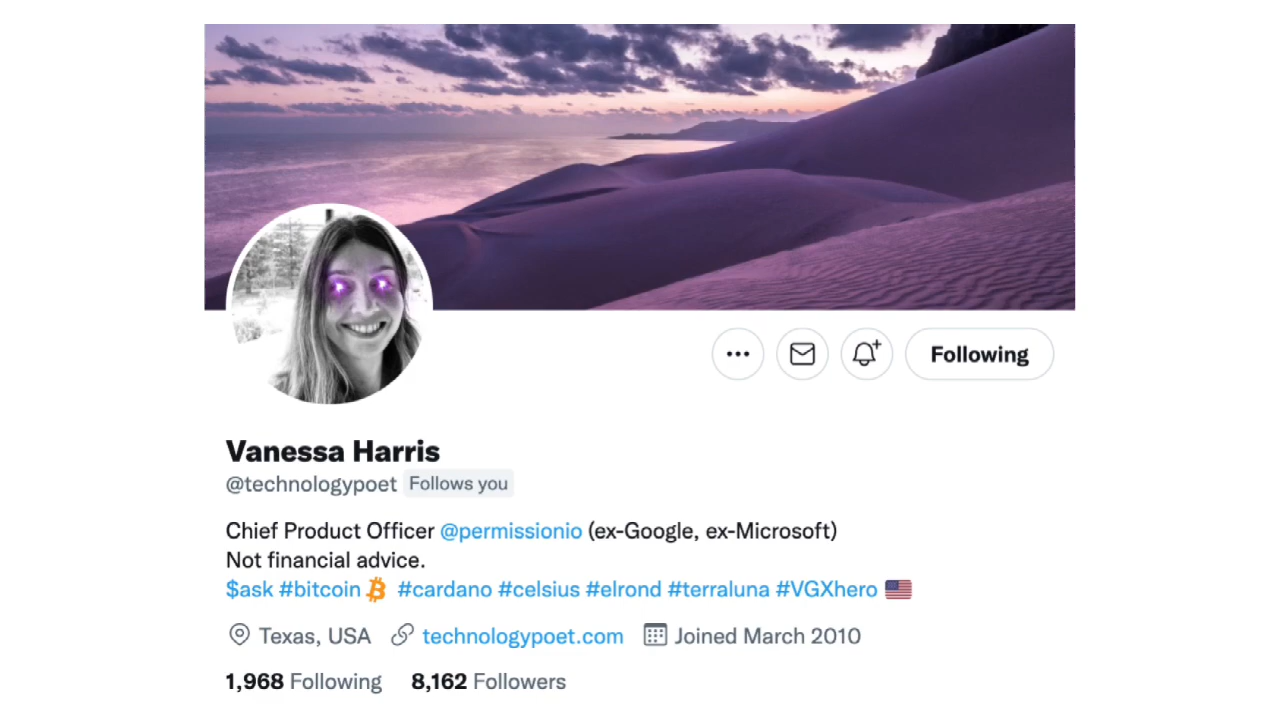 Following
Vanessa Harris
@technologypoet Follows you
Chief Product Officer @permissionio (ex-Google, ex-Microsoft)
Not financial advice.
$ask #bitcoin #cardano #celsius #elrond #terraluna #VGXhero 🇺🇸
Texas, USA technologypoet.com Joined March 2010
1,968 Following 8,162 Followers